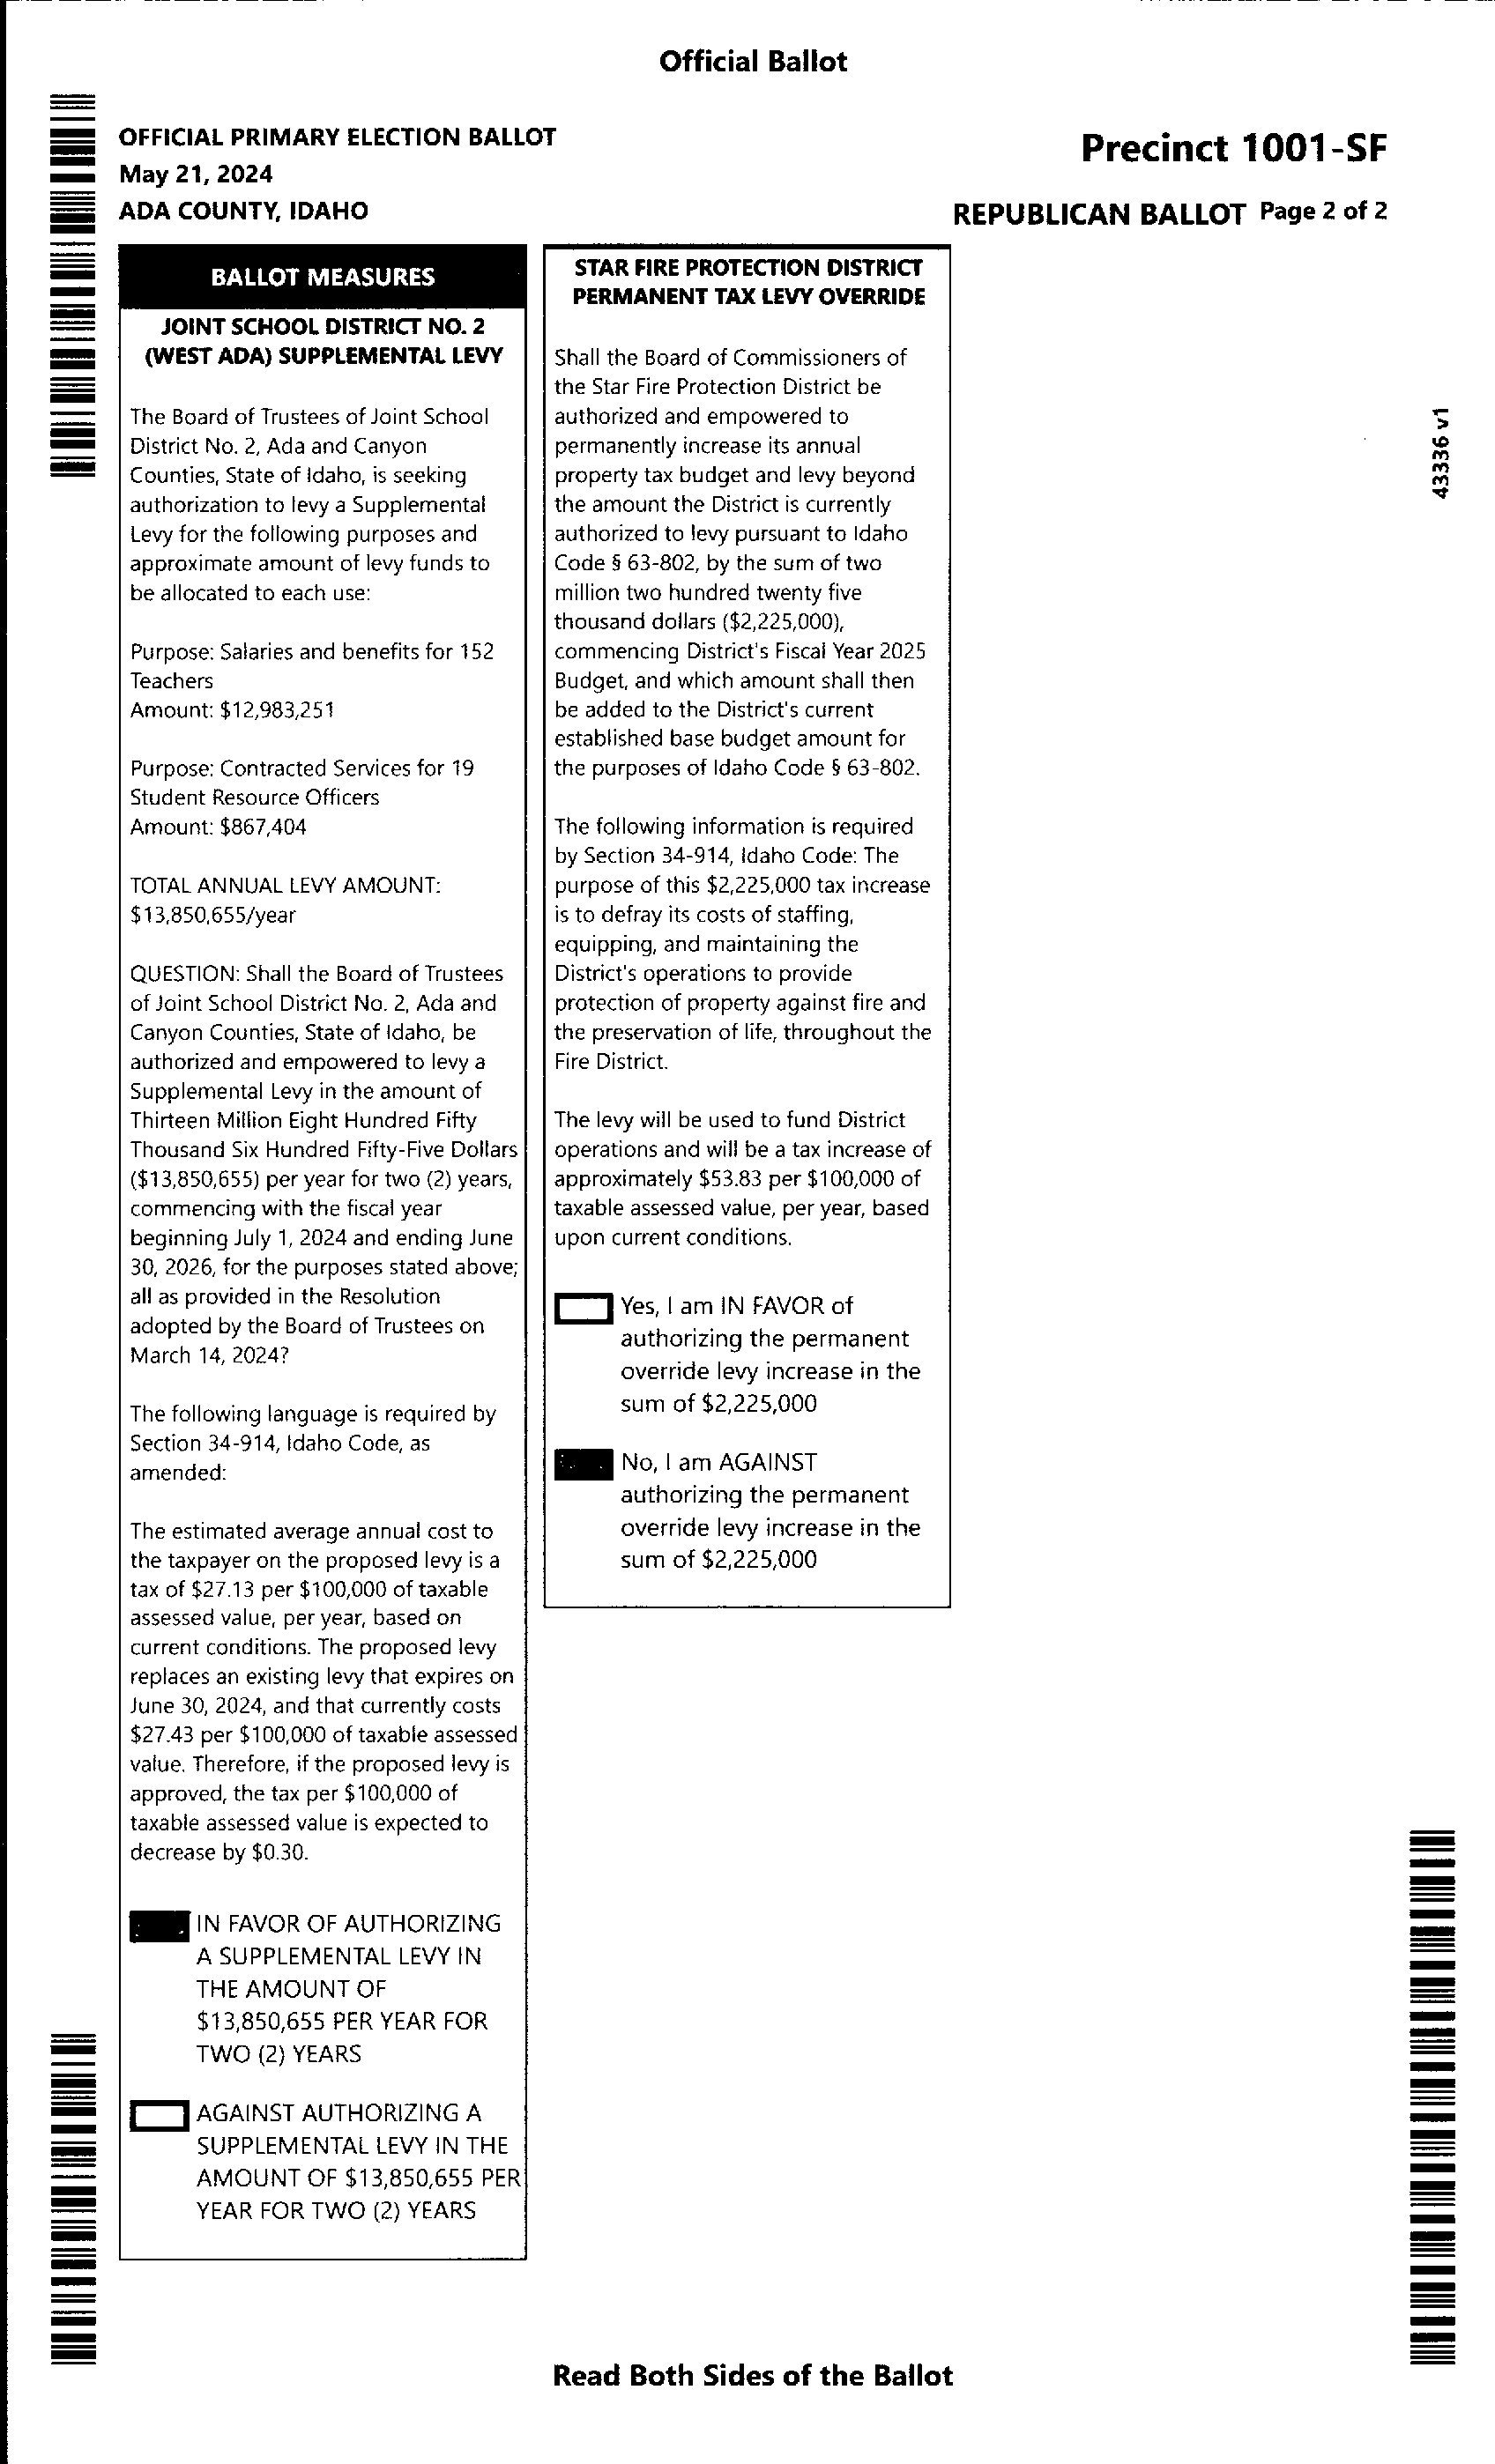 Official Ballot
OFFICIAL PRIMARY ELECTION BALLOT
May 21, 2024
ADA COUNTY, IDAHO
Precinct 1001-SF
REPUBLICAN BALLOT Page 2 of 2
BALLOT MEASURES
JOINT SCHOOL DISTRICT NO. 2
(WEST ADA) SUPPLEMENTAL LEVY
The Board of Trustees of Joint School
District No. 2, Ada and Canyon
Counties, State of Idaho, is seeking
authorization to levy a Supplemental
Levy for the following purposes and
approximate amount of levy funds to
be allocated to each use:
Purpose: Salaries and benefits for 152
Teachers
Amount: $12,983,251
Purpose: Contracted Services for 19
Student Resource Officers
Amount: $867,404
TOTAL ANNUAL LEVY AMOUNT:
$13,850,655/year
QUESTION: Shall the Board of Trustees
of Joint School District No. 2, Ada and
Canyon Counties, State of Idaho, be
authorized and empowered to levy a
Supplemental Levy in the amount of
Thirteen Million Eight Hundred Fifty
Thousand Six Hundred Fifty-Five Dollars
($13,850,655) per year for two (2) years,
commencing with the fiscal year
beginning July 1, 2024 and ending June
30, 2026, for the purposes stated above;
all as provided in the Resolution
adopted by the Board of Trustees on
March 14, 2024?
The following language is required by
Section 34-914, Idaho Code, as
amended:
The estimated average annual cost to
the taxpayer on the proposed levy is a
tax of $27.13 per $100,000 of taxable
assessed value, per year, based on
current conditions. The proposed levy
replaces an existing levy that expires on
June 30, 2024, and that currently costs
$27.43 per $100,000 of taxable assessed
value. Therefore, if the proposed levy is
approved, the tax per $100,000 of
taxable assessed value is expected to
decrease by $0.30.
IN FAVOR OF AUTHORIZING
A SUPPLEMENTAL LEVY IN
THE AMOUNT OF
$13,850,655 PER YEAR FOR
TWO (2) YEARS
AGAINST AUTHORIZING A
SUPPLEMENTAL LEVY IN THE
AMOUNT OF $13,850,655 PER
YEAR FOR TWO (2) YEARS
STAR FIRE PROTECTION DISTRICT
PERMANENT TAX LEVY OVERRIDE
Shall the Board of Commissioners of
the Star Fire Protection District be
authorized and empowered to
permanently increase its annual
property tax budget and levy beyond
the amount the District is currently
authorized to levy pursuant to Idaho
Code § 63-802, by the sum of two
million two hundred twenty five
thousand dollars ($2,225,000),
commencing District's Fiscal Year 2025
Budget, and which amount shall then
be added to the District's current
established base budget amount for
the purposes of Idaho Code § 63-802.
The following information is required
by Section 34-914, Idaho Code: The
purpose of this $2,225,000 tax increase
is to defray its costs of staffing,
equipping, and maintaining the
District's operations to provide
protection of property against fire and
the preservation of life, throughout the
Fire District.
The levy will be used to fund District
operations and will be a tax increase of
approximately $53.83 per $100,000 of
taxable assessed value, per year, based
upon current conditions.
Yes, I am IN FAVOR of
authorizing the permanent
override levy increase in the
sum of $2,225,000
No, I am AGAINST
authorizing the permanent
override levy increase in the
sum of $2,225,000
43336 v1
Read Both Sides of the Ballot